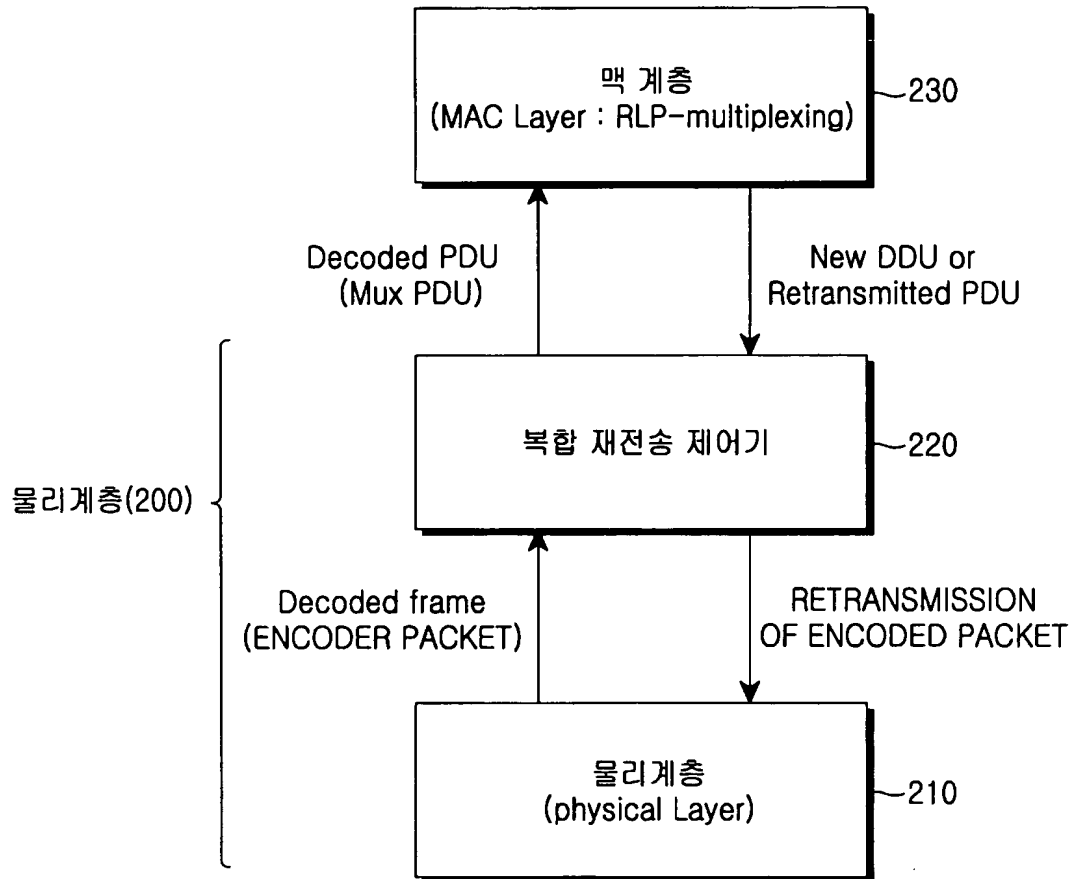 맥 계층
(MAC Layer : RLP-multiplexing)
230
Decoded PDU
(Mux PDU)
New DDU or
Retransmitted PDU
복합 재전송 제어기
220
물리계층(200)
Decoded frame
(ENCODER PACKET)
RETRANSMISSION
OF ENCODED PACKET
물리계층
(physical Layer)
210